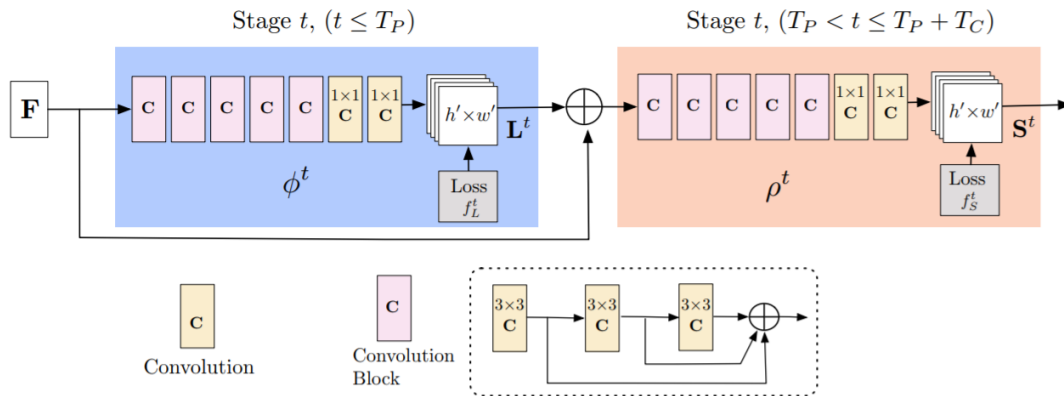 Stage t, (t ≤ T_P)
Stage t, (T_P < t ≤ T_P + T_C)
F
C C C C C 1×1 C 1×1 C
h′×w′
L^t
ϕ^t
Loss
f_L^t
C C C C C 1×1 C 1×1 C
h′×w′
S^t
ρ^t
Loss
f_S^t
C
Convolution
C
Convolution
Block
3×3 3×3 3×3
C C C